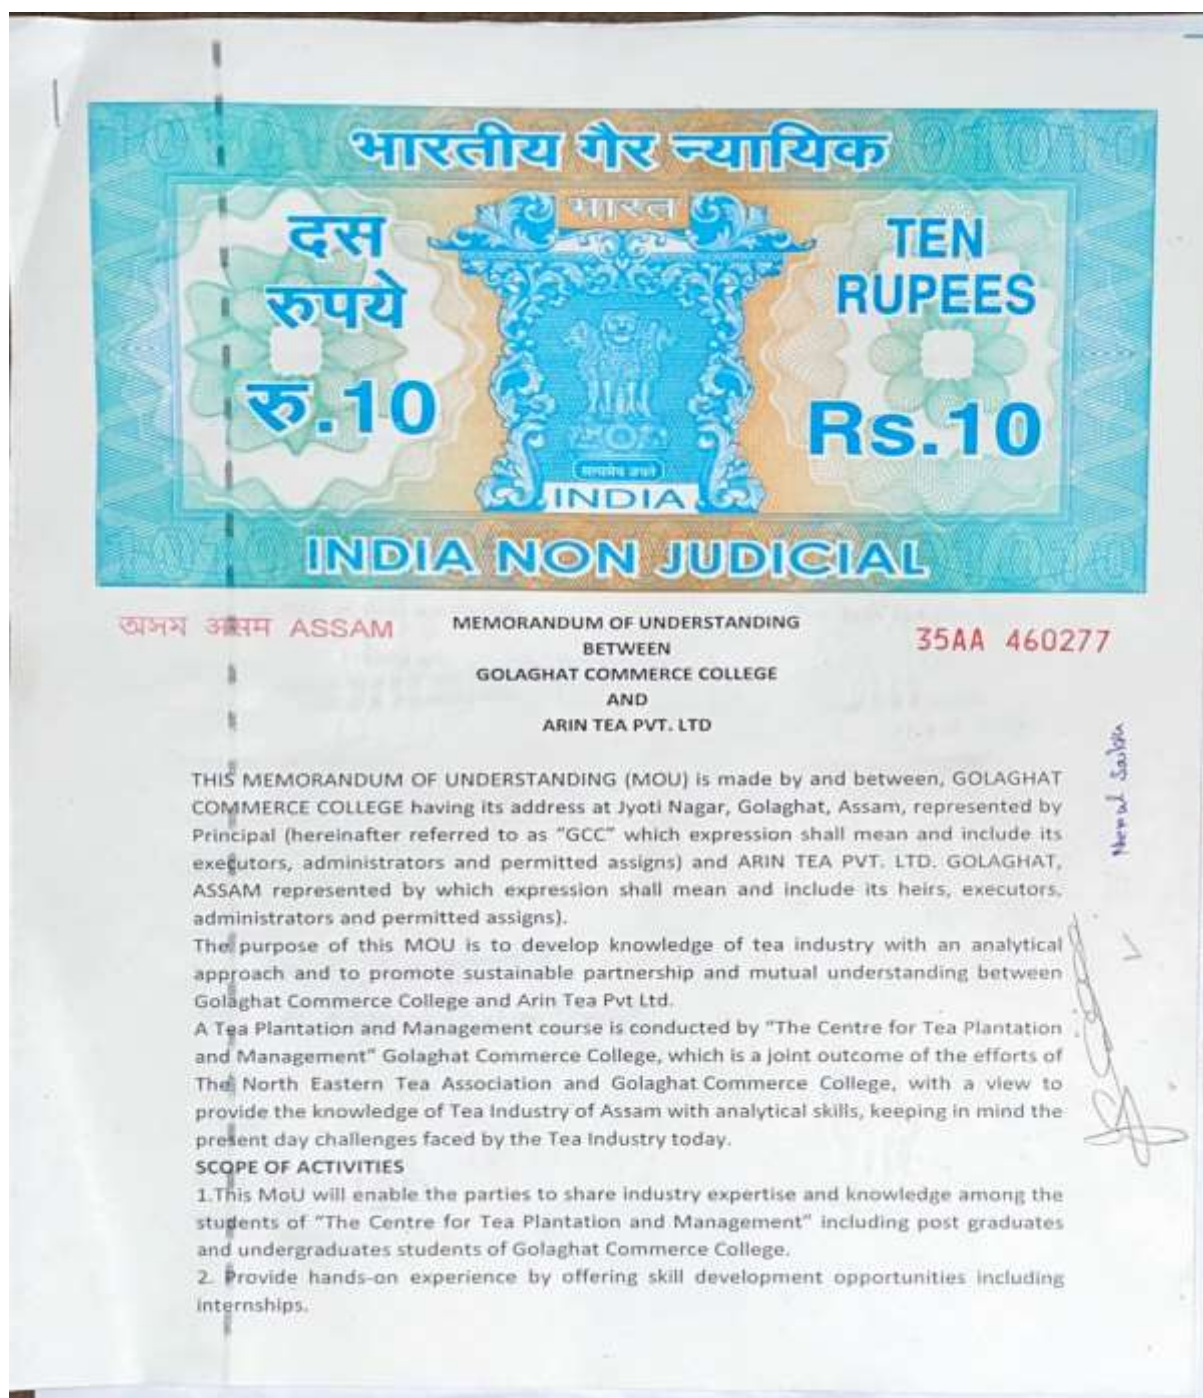 भारतीय गैर न्यायिक
भारत
दस
रुपये
रु.10
TEN
RUPEES
Rs.10
सत्यमेव जयते
INDIA
INDIA NON JUDICIAL
অসম असम ASSAM
35AA 460277
MEMORANDUM OF UNDERSTANDING
BETWEEN
GOLAGHAT COMMERCE COLLEGE
AND
ARIN TEA PVT. LTD
THIS MEMORANDUM OF UNDERSTANDING (MOU) is made by and between, GOLAGHAT
COMMERCE COLLEGE having its address at Jyoti Nagar, Golaghat, Assam, represented by
Principal (hereinafter referred to as "GCC" which expression shall mean and include its
executors, administrators and permitted assigns) and ARIN TEA PVT. LTD. GOLAGHAT,
ASSAM represented by which expression shall mean and include its heirs, executors,
administrators and permitted assigns).
The purpose of this MOU is to develop knowledge of tea industry with an analytical
approach and to promote sustainable partnership and mutual understanding between
Golaghat Commerce College and Arin Tea Pvt Ltd.
A Tea Plantation and Management course is conducted by "The Centre for Tea Plantation
and Management" Golaghat Commerce College, which is a joint outcome of the efforts of
The North Eastern Tea Association and Golaghat Commerce College, with a view to
provide the knowledge of Tea Industry of Assam with analytical skills, keeping in mind the
present day challenges faced by the Tea Industry today.
SCOPE OF ACTIVITIES
1.This MoU will enable the parties to share industry expertise and knowledge among the
students of "The Centre for Tea Plantation and Management" including post graduates
and undergraduates students of Golaghat Commerce College.
2. Provide hands-on experience by offering skill development opportunities including
internships.